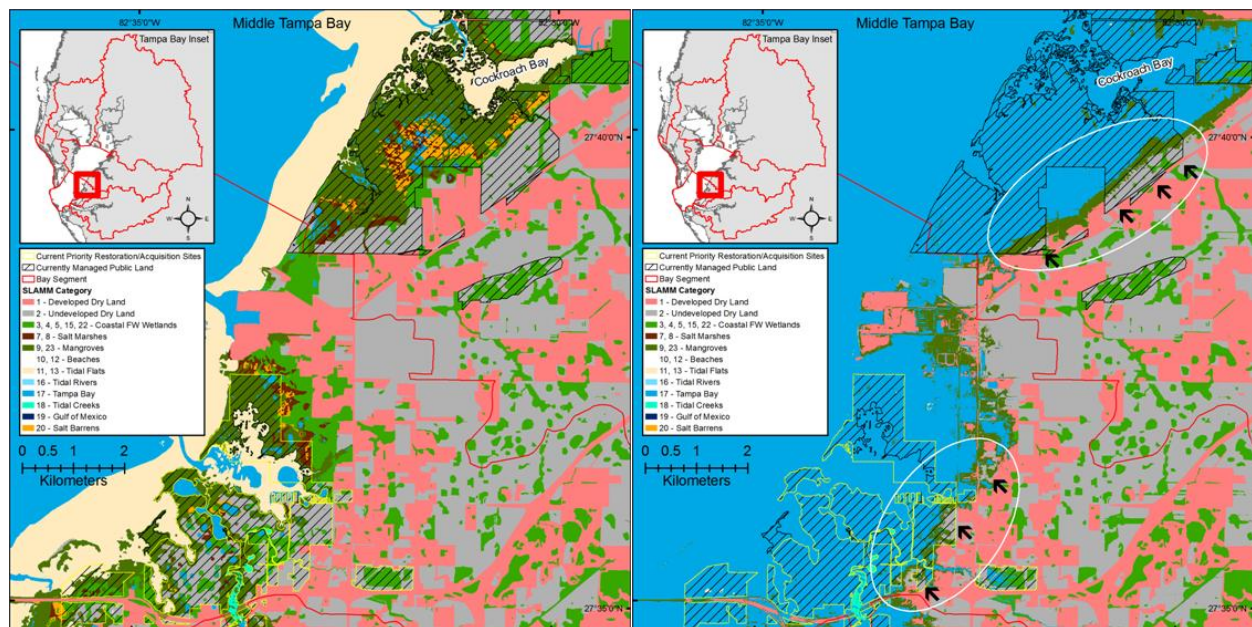 82°35'0"W
Middle Tampa Bay
82°30'0"W
Tampa Bay Inset
N
W
E
S
Cockroach Bay
27°40'0"N
Current Priority Restoration/Acquisition Sites
Currently Managed Public Land
Bay Segment
SLAMM Category
1 - Developed Dry Land
2 - Undeveloped Dry Land
3, 4, 5, 15, 22 - Coastal FW Wetlands
7, 8 - Salt Marshes
9, 23 - Mangroves
10, 12 - Beaches
11, 13 - Tidal Flats
16 - Tidal Rivers
17 - Tampa Bay
18 - Tidal Creeks
19 - Gulf of Mexico
20 - Salt Barrens
0 0.5 1 2
Kilometers
27°35'0"N
82°35'0"W
Middle Tampa Bay
82°30'0"W
Tampa Bay Inset
N
W
E
S
Cockroach Bay
27°40'0"N
Current Priority Restoration/Acquisition Sites
Currently Managed Public Land
Bay Segment
SLAMM Category
1 - Developed Dry Land
2 - Undeveloped Dry Land
3, 4, 5, 15, 22 - Coastal FW Wetlands
7, 8 - Salt Marshes
9, 23 - Mangroves
10, 12 - Beaches
11, 13 - Tidal Flats
16 - Tidal Rivers
17 - Tampa Bay
18 - Tidal Creeks
19 - Gulf of Mexico
20 - Salt Barrens
0 0.5 1 2
Kilometers
27°35'0"N